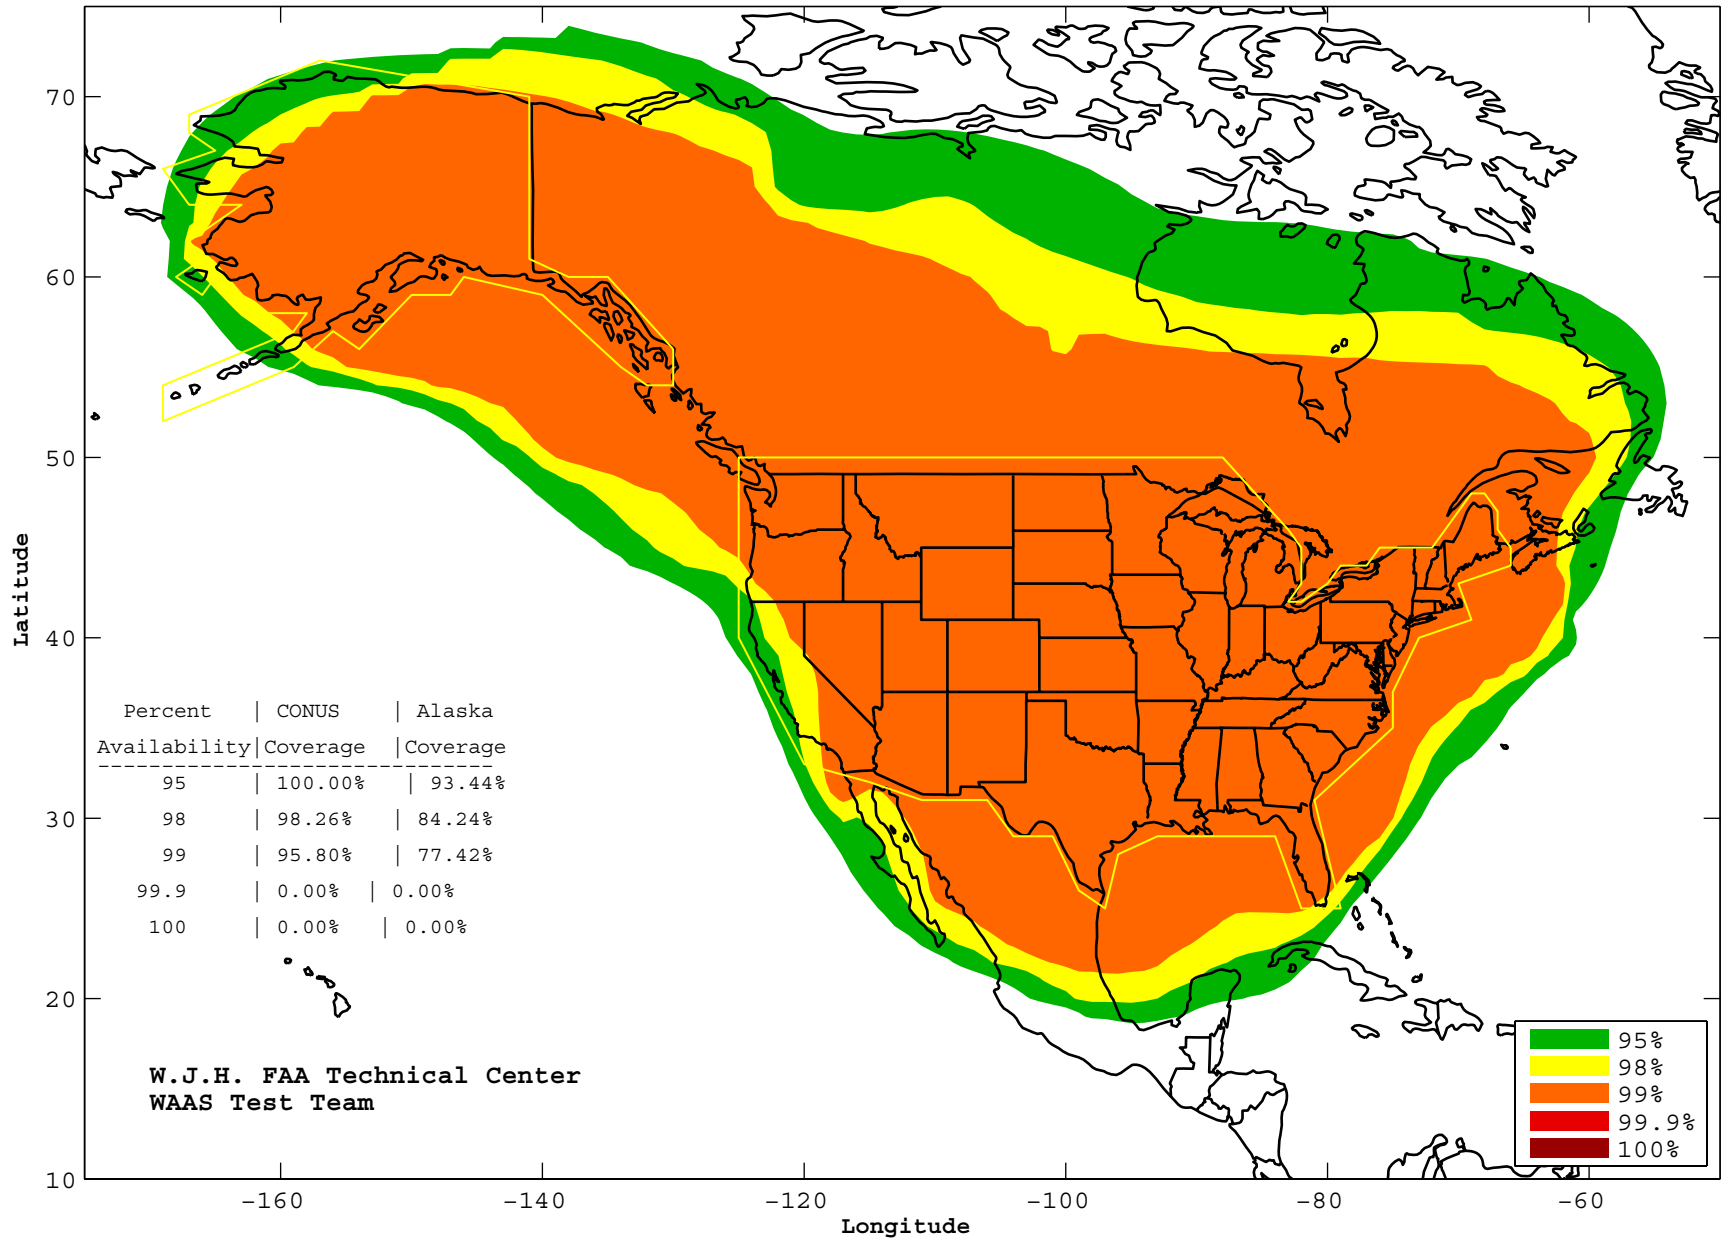 70
60
50
40
30
20
10
Latitude
Percent | CONUS | Alaska
Availability|Coverage |Coverage
---------------------------------
95 | 100.00% | 93.44%
98 | 98.26% | 84.24%
99 | 95.80% | 77.42%
99.9 | 0.00% | 0.00%
100 | 0.00% | 0.00%
W.J.H. FAA Technical Center
WAAS Test Team
95%
98%
99%
99.9%
100%
-160 -140 -120 -100 -80 -60
Longitude